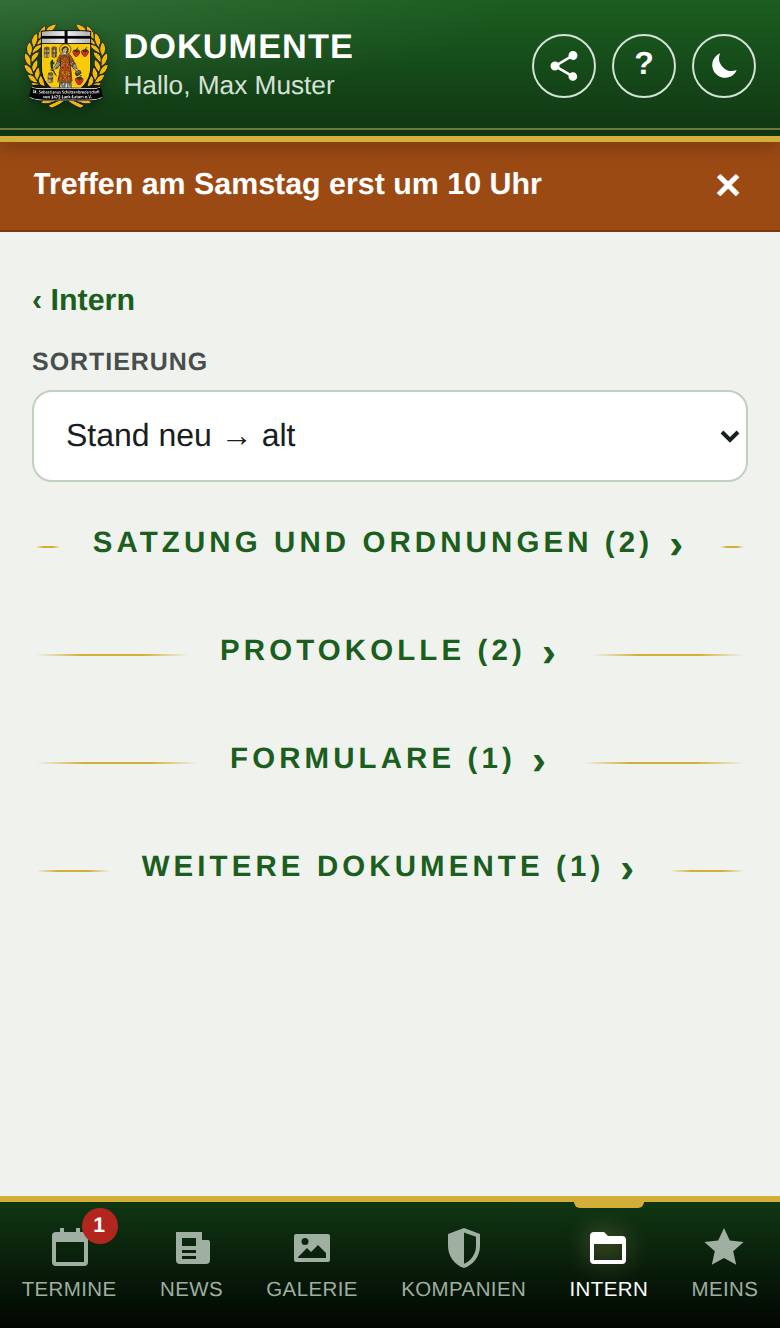 DOKUMENTE
Hallo, Max Muster
?
Treffen am Samstag erst um 10 Uhr
×
‹ Intern
SORTIERUNG
Stand neu → alt
SATZUNG UND ORDNUNGEN (2) ›
PROTOKOLLE (2) ›
FORMULARE (1) ›
WEITERE DOKUMENTE (1) ›
1
TERMINE
NEWS
GALERIE
KOMPANIEN
INTERN
MEINS